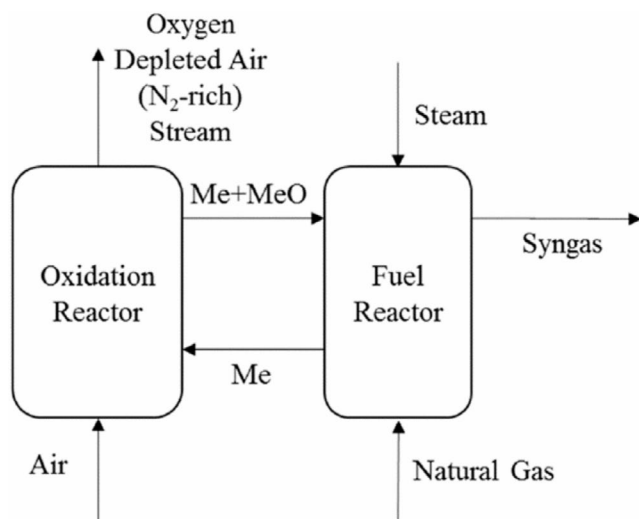 Oxygen
Depleted Air
(N₂-rich)
Stream
Steam
Me+MeO
Syngas
Oxidation
Reactor
Fuel
Reactor
Me
Air
Natural Gas